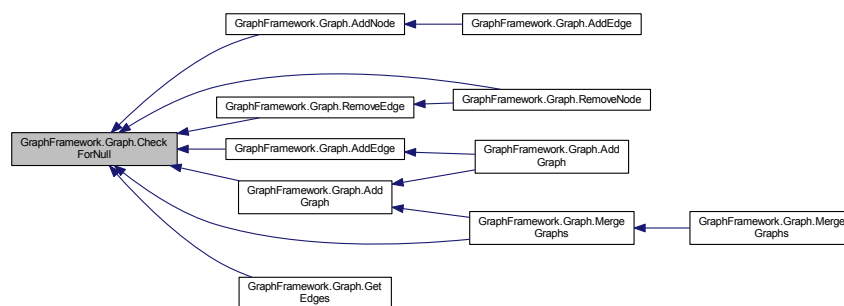 GraphFramework.Graph.AddNode
GraphFramework.Graph.AddEdge
GraphFramework.Graph.RemoveEdge
GraphFramework.Graph.RemoveNode
GraphFramework.Graph.Check
ForNull
GraphFramework.Graph.AddEdge
GraphFramework.Graph.Add
Graph
GraphFramework.Graph.Add
Graph
GraphFramework.Graph.Merge
Graphs
GraphFramework.Graph.Merge
Graphs
GraphFramework.Graph.Get
Edges